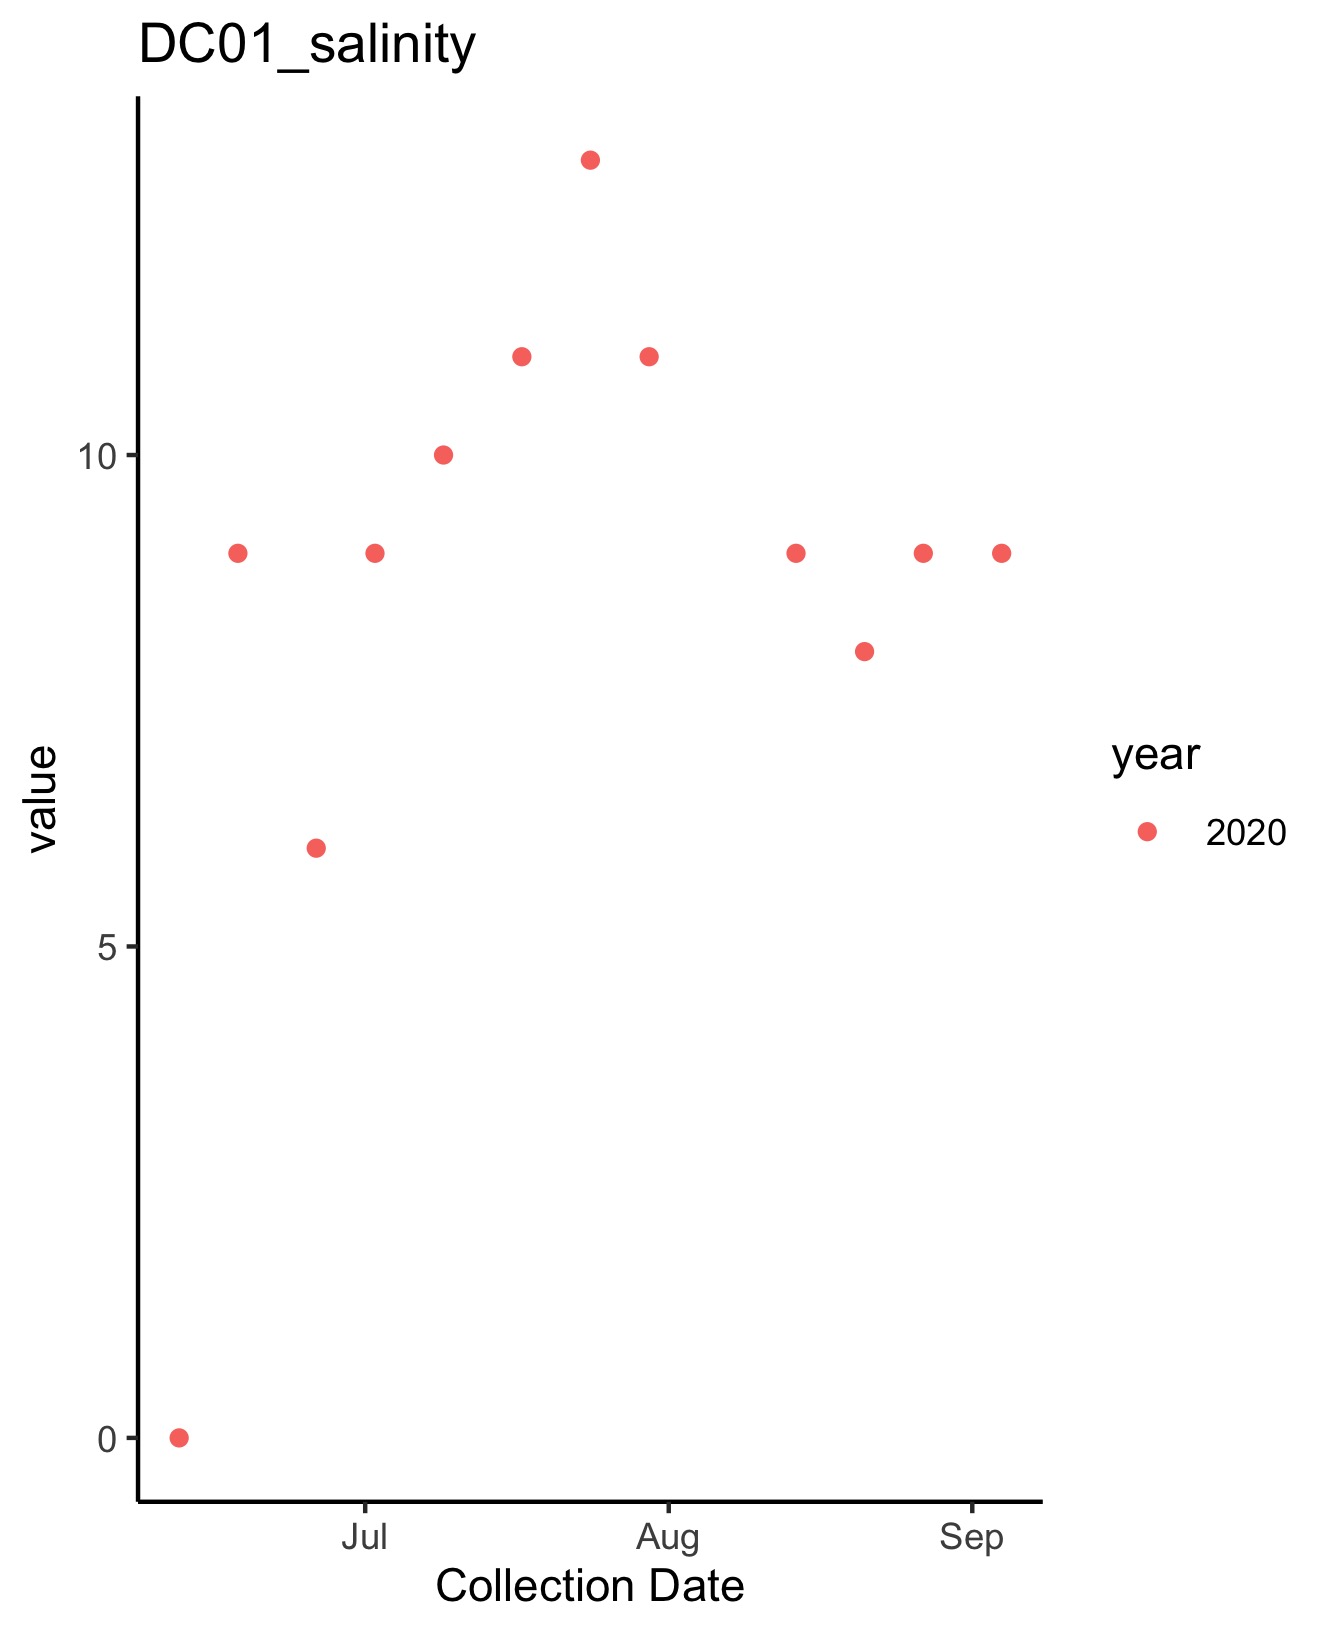 DC01_salinity
value
10
5
0
Jul
Aug
Sep
Collection Date
year
2020